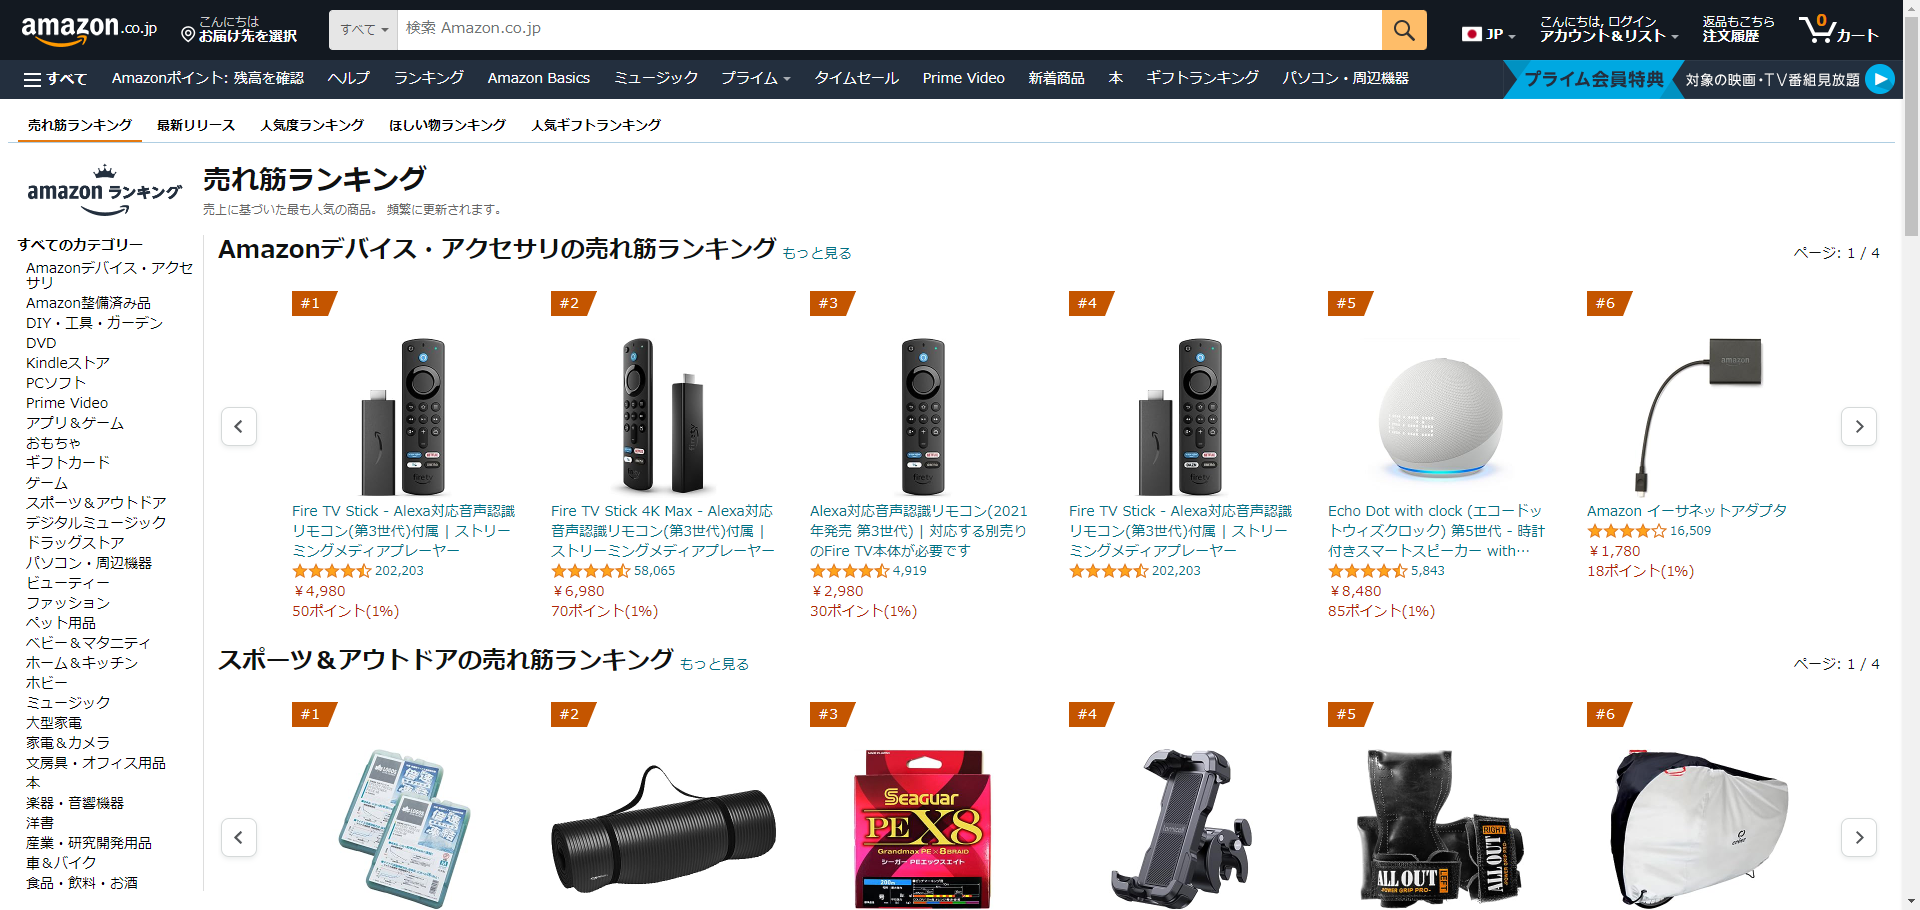 amazon.co.jp
こんにちは
お届け先を選択
すべて
検索 Amazon.co.jp
JP
こんにちは, ログイン
アカウント＆リスト
返品もこちら
注文履歴
0
カート
すべて
Amazonポイント: 残高を確認
ヘルプ
ランキング
Amazon Basics
ミュージック
プライム
タイムセール
Prime Video
新着商品
本
ギフトランキング
パソコン・周辺機器
プライム会員特典
対象の映画・TV番組見放題
売れ筋ランキング
最新リリース
人気度ランキング
ほしい物ランキング
人気ギフトランキング
amazon ランキング
売れ筋ランキング
売上に基づいた最も人気の商品。 頻繁に更新されます。
すべてのカテゴリー
Amazonデバイス・アクセ
サリ
Amazon整備済み品
DIY・工具・ガーデン
DVD
Kindleストア
PCソフト
Prime Video
アプリ＆ゲーム
おもちゃ
ギフトカード
ゲーム
スポーツ＆アウトドア
デジタルミュージック
ドラッグストア
パソコン・周辺機器
ビューティー
ファッション
ペット用品
ベビー＆マタニティ
ホーム＆キッチン
ホビー
ミュージック
大型家電
家電＆カメラ
文房具・オフィス用品
本
楽器・音響機器
洋書
産業・研究開発用品
車＆バイク
食品・飲料・お酒
Amazonデバイス・アクセサリの売れ筋ランキング もっと見る
ページ: 1 / 4
#1
Fire TV Stick - Alexa対応音声認識
リモコン(第3世代)付属 | ストリー
ミングメディアプレーヤー
202,203
￥4,980
50ポイント(1%)
#2
Fire TV Stick 4K Max - Alexa対応
音声認識リモコン(第3世代)付属 |
ストリーミングメディアプレーヤー
58,065
￥6,980
70ポイント(1%)
#3
Alexa対応音声認識リモコン(2021
年発売 第3世代) | 対応する別売り
のFire TV本体が必要です
4,919
￥2,980
30ポイント(1%)
#4
Fire TV Stick - Alexa対応音声認識
リモコン(第3世代)付属 | ストリー
ミングメディアプレーヤー
202,203
#5
Echo Dot with clock (エコードッ
トウィズクロック) 第5世代 - 時計
付きスマートスピーカー with…
5,843
￥8,480
85ポイント(1%)
#6
amazon
Amazon イーサネットアダプタ
16,509
￥1,780
18ポイント(1%)
スポーツ＆アウトドアの売れ筋ランキング もっと見る
ページ: 1 / 4
#1
LOGOS
倍速
LOGOS
#2
#3
Seaguar
PE X8
Grandmax PE×8 BRAID
シーガー PEエックスエイト
200m
#4
#5
ALL OUT
POWER GRIP PRO
LEFT
RIGHT
ALL OUT
POWER GRIP PRO
#6